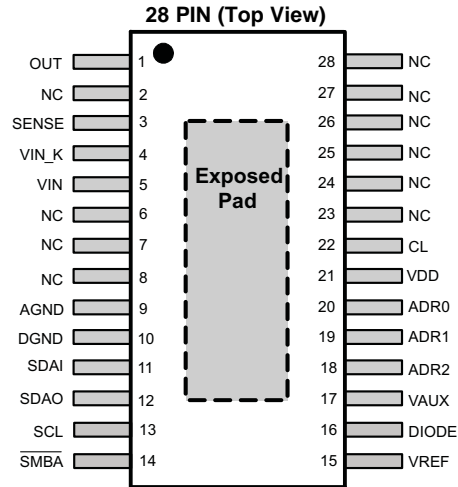 28 PIN (Top View)
OUT 1 28 NC
NC 2 27 NC
SENSE 3 26 NC
VIN_K 4 25 NC
VIN 5 24 NC
NC 6 23 NC
NC 7 22 CL
NC 8 21 VDD
AGND 9 20 ADR0
DGND 10 19 ADR1
SDAI 11 18 ADR2
SDAO 12 17 VAUX
SCL 13 16 DIODE
SMBA 14 15 VREF
Exposed
Pad